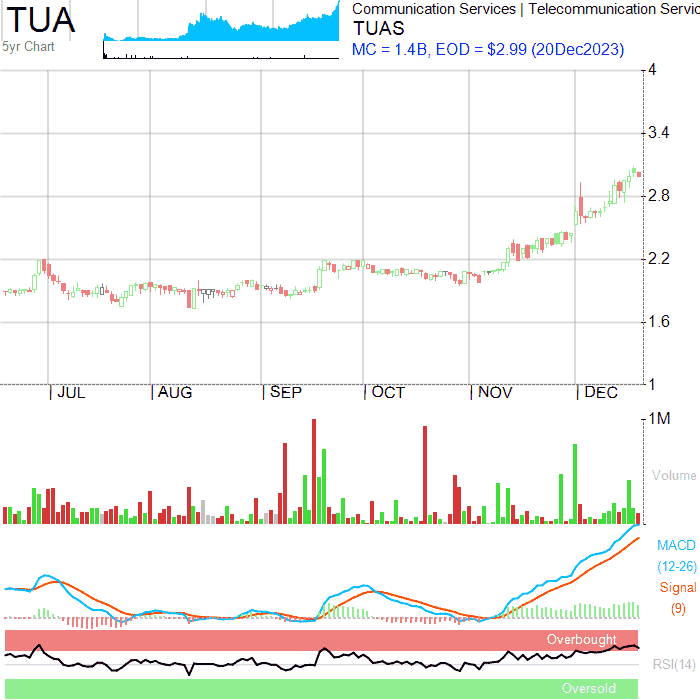 TUA
5yr Chart
Communication Services | Telecommunication Servic
TUAS
MC = 1.4B, EOD = $2.99 (20Dec2023)
4
3.4
2.8
2.2
1.6
1
| JUL | AUG | SEP | OCT | NOV | DEC
1M
Volume
MACD
(12-26)
Signal
(9)
Overbought
RSI(14)
Oversold